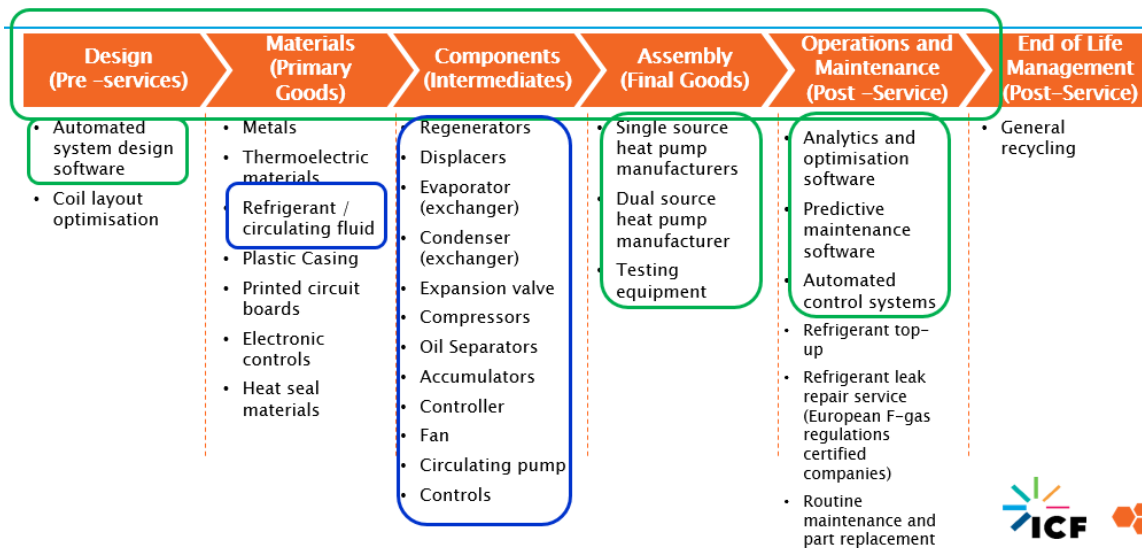 Design
(Pre –services)
Materials
(Primary
Goods)
Components
(Intermediates)
Assembly
(Final Goods)
Operations and
Maintenance
(Post –Service)
End of Life
Management
(Post–Service)
• Automated
system design
software
• Coil layout
optimisation
• Metals
• Thermoelectric
materials
• Refrigerant /
circulating fluid
• Plastic Casing
• Printed circuit
boards
• Electronic
controls
• Heat seal
materials
• Regenerators
• Displacers
• Evaporator
(exchanger)
• Condenser
(exchanger)
• Expansion valve
• Compressors
• Oil Separators
• Accumulators
• Controller
• Fan
• Circulating pump
• Controls
• Single source
heat pump
manufacturers
• Dual source
heat pump
manufacturer
• Testing
equipment
• Analytics and
optimisation
software
• Predictive
maintenance
software
• Automated
control systems
• Refrigerant top-
up
• Refrigerant leak
repair service
(European F-gas
regulations
certified
companies)
• Routine
maintenance and
part replacement
• General
recycling
ICF